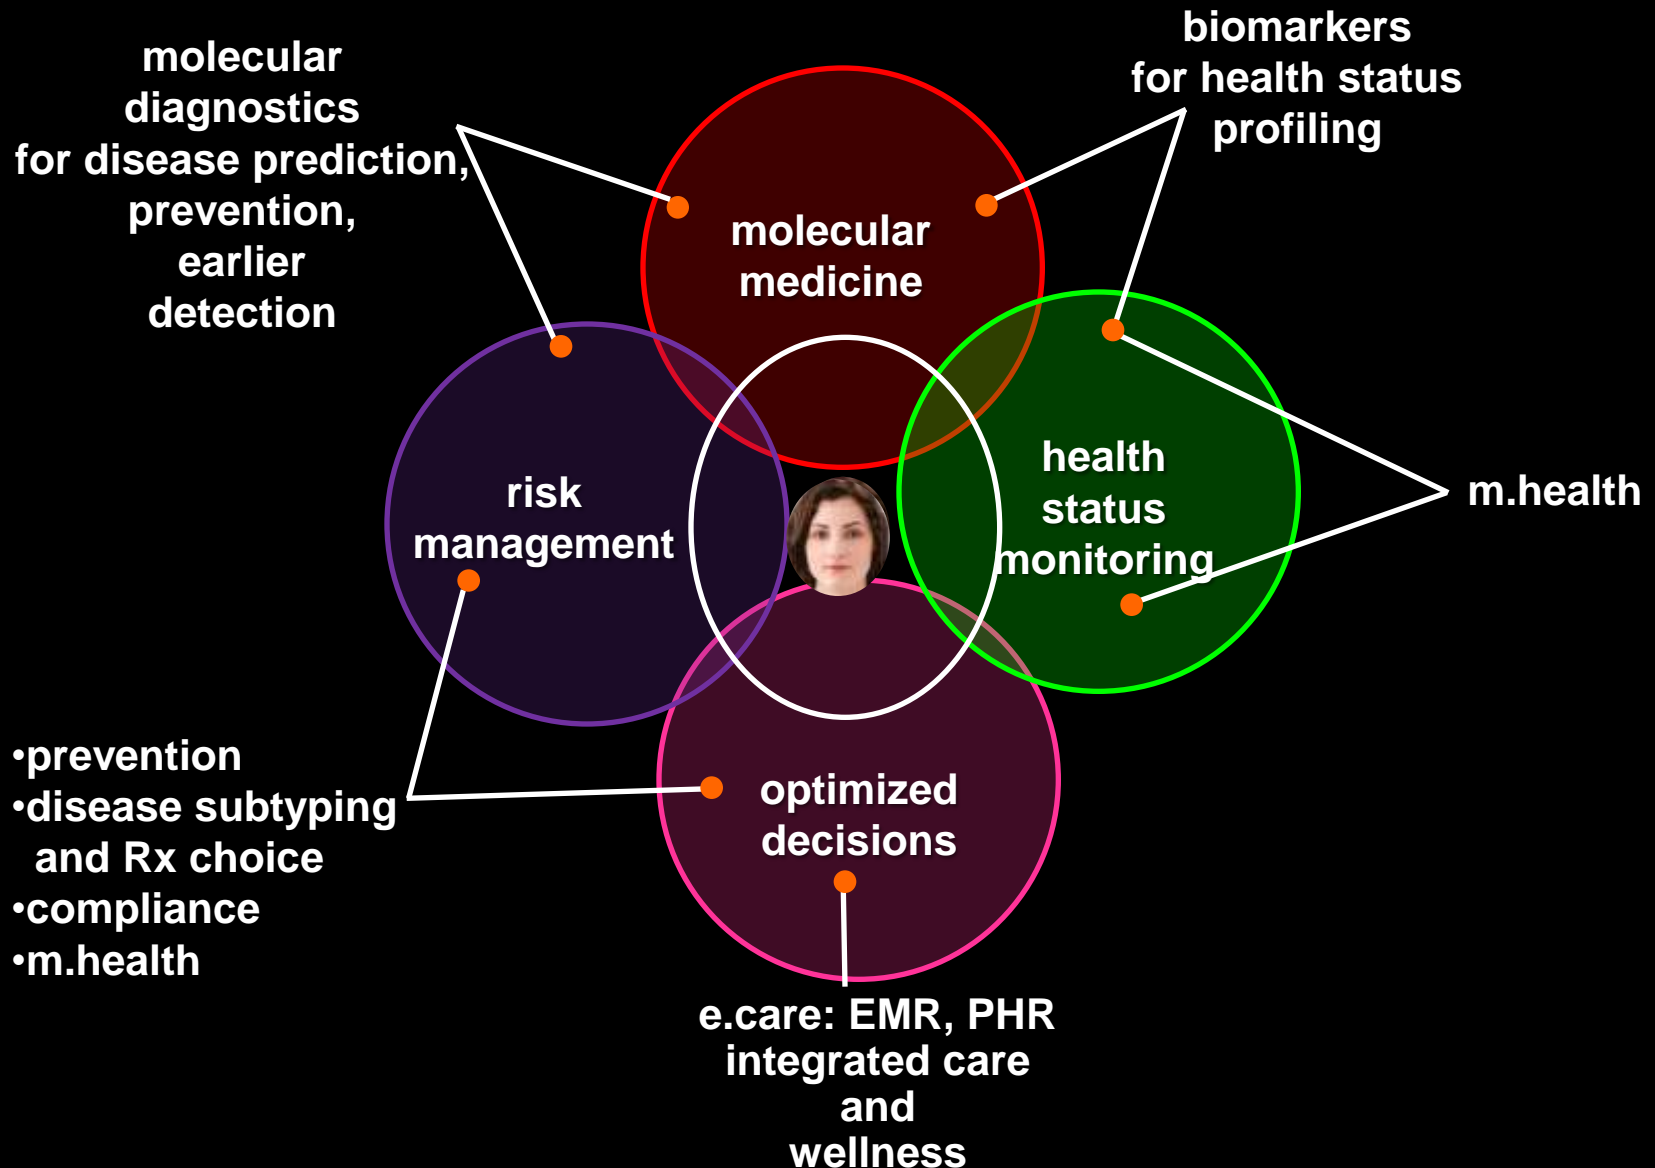 molecular
diagnostics
for disease prediction,
prevention,
earlier
detection
biomarkers
for health status
profiling
molecular
medicine
health
status
monitoring
m.health
risk
management
•prevention
•disease subtyping
and Rx choice
•compliance
•m.health
optimized
decisions
e.care: EMR, PHR
integrated care
and
wellness